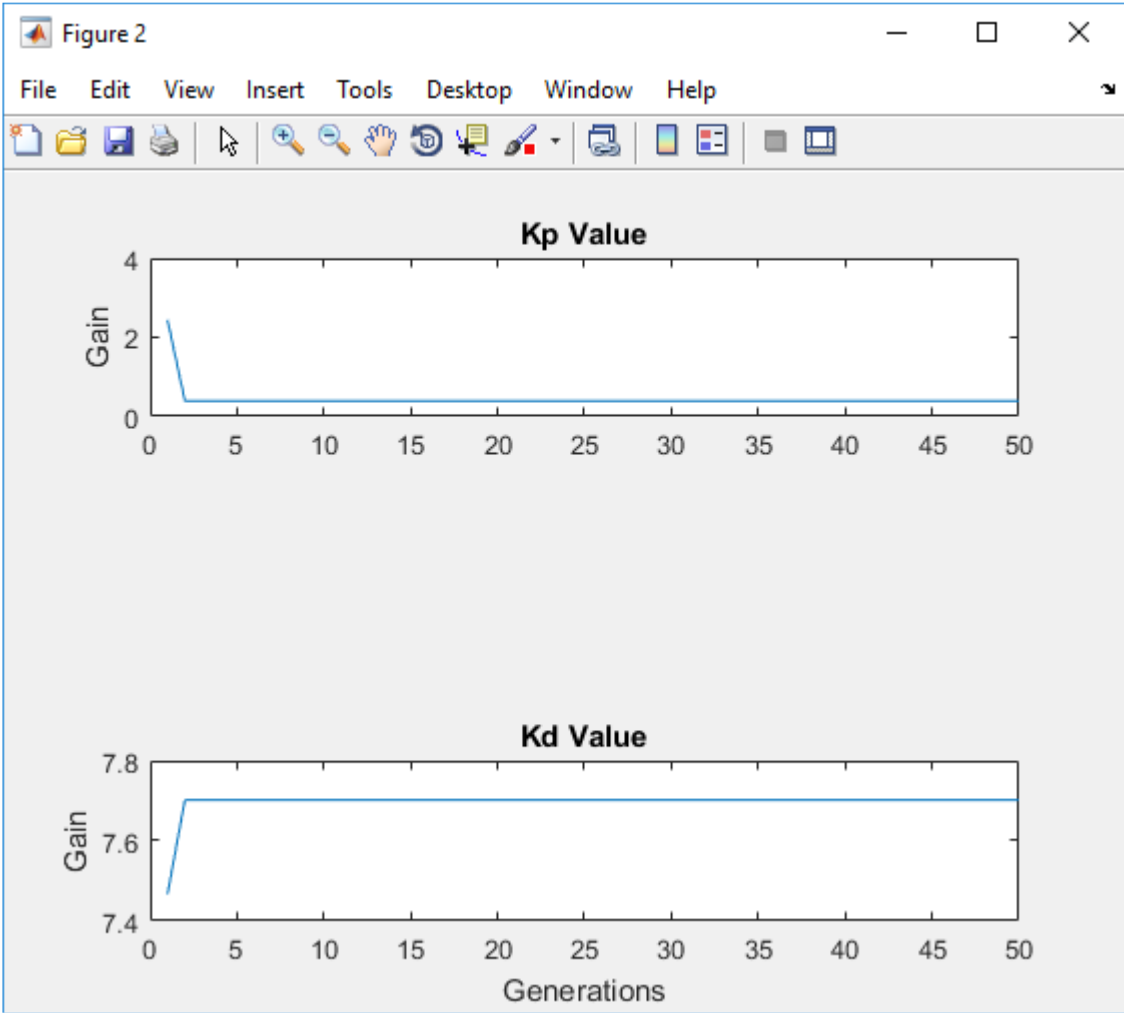 Figure 2
File Edit View Insert Tools Desktop Window Help
Kp Value
Gain
4
2
0
0 5 10 15 20 25 30 35 40 45 50
Kd Value
Gain
7.8
7.6
7.4
0 5 10 15 20 25 30 35 40 45 50
Generations